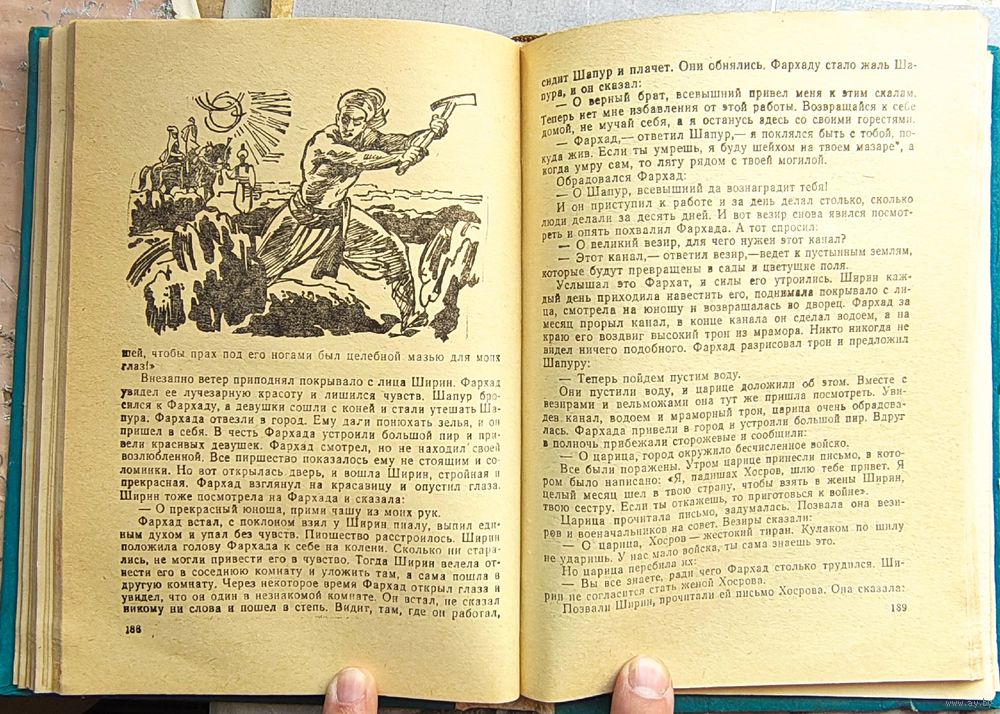 шей, чтобы прах под его ногами был целебной мазью для моих
глаз!»
Внезапно ветер приподнял покрывало с лица Ширин. Фархад
увидел ее лучезарную красоту и лишился чувств. Шапур бро-
сился к Фархаду, а девушки сошли с коней и стали утешать Ша-
пура. Фархада отвезли в город. Ему дали понюхать зелья, и он
пришел в себя. В честь Фархада устроили большой пир и при-
вели красивых девушек. Фархад смотрел, но не находил своей
возлюбленной. Все пиршество показалось ему не стоящим и со-
ломинки. Но вот открылась дверь, и вошла Ширин, стройная и
прекрасная. Фархад взглянул на красавицу и опустил глаза.
Ширин тоже посмотрела на Фархада и сказала:
— О прекрасный юноша, прими чашу из моих рук.
Фархад встал, с поклоном взял у Ширин пиалу, выпил еди-
ным духом и упал без чувств. Пиошество расстроилось. Ширин
положила голову Фархада к себе на колени. Сколько ни стара-
лись, не могли привести его в чувство. Тогда Ширин велела от-
нести его в соседнюю комнату и уложить там, а сама пошла в
другую комнату. Через некоторое время Фархад открыл глаза и
увидел, что он один в незнакомой комнате. Он встал, не сказал
никому ни слова и пошел в степь. Видит, там, где он работал,
188
сидит Шапур и плачет. Они обнялись. Фархаду стало жаль Ша-
пура, и он сказал:
— О верный брат, всевышний привел меня к этим скалам.
Теперь нет мне избавления от этой работы. Возвращайся к себе
домой, не мучай себя, а я останусь здесь со своими горестями.
— Фархад,— ответил Шапур,— я поклялся быть с тобой, по-
куда жив. Если ты умрешь, я буду шейхом на твоем мазаре*, а
когда умру сам, то лягу рядом с твоей могилой.
Обрадовался Фархад:
— О Шапур, всевышний да вознаградит тебя!
И он приступил к работе и за день делал столько, сколько
люди делали за десять дней. И вот везир снова явился посмот-
реть и опять похвалил Фархада. А тот спросил:
— О великий везир, для чего нужен этот канал?
— Этот канал,— ответил везир,—ведет к пустынным землям,
которые будут превращены в сады и цветущие поля.
Услышал это Фархат, и силы его утроились. Ширин каж-
дый день приходила навестить его, поднимала покрывало с ли-
ца, смотрела на юношу и возвращалась во дворец. Фархад за
месяц прорыл канал, в конце канала он сделал водоем, а на
краю его воздвиг высокий трон из мрамора. Никто никогда не
видел ничего подобного. Фархад разрисовал трон и предложил
Шапуру:
— Теперь пойдем пустим воду.
Они пустили воду, и царице доложили об этом. Вместе с
везирами и вельможами она тут же пришла посмотреть. Уви-
дев канал, водоем и мраморный трон, царица очень обрадова-
лась. Фархада привели в город и устроили большой пир. Вдруг
в полночь прибежали сторожевые и сообщили:
— О царица, город окружило бесчисленное войско.
Все были поражены. Утром царице принесли письмо, в кото-
ром было написано: «Я, падишах Хосров, шлю тебе привет. Я
целый месяц шел в твою страну, чтобы взять в жены Ширин,
твою сестру. Если ты откажешь, то приготовься к войне».
Царица прочитала письмо, задумалась. Позвала она вези-
ров и военачальников на совет. Везиры сказали:
— О царица, Хосров—жестокий тиран. Кулаком по шилу
не ударишь. У нас мало войска, ты сама знаешь это.
Но царица перебила их:
— Вы все знаете, ради чего Фархад столько трудился. Ши-
рин не согласится стать женой Хосрова.
Позвали Ширин, прочитали ей письмо Хосрова. Она сказала:
189
www.ay.by